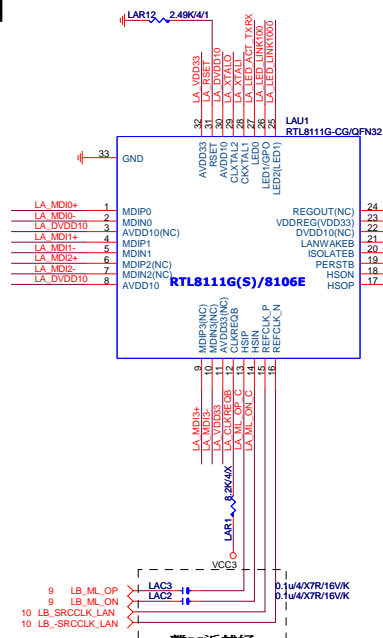 LAR12 2.49K/4/1
LA_VDD33
LA_RSET
LA_DVDD10
LA_XTALO
LA_XTALI
LA_LED_ACT_TXRX
LA_LED_LINK100
LA_LED_LINK1000
32
31
30
29
28
27
26
25
LAU1
RTL8111G-CG/QFN32
AVDD33
RSET
AVDD10
CLXTAL2
CKXTAL1
LED0
LED1/GPO
LED2(LED1)
33 GND
LA_MDI0+ 1 MDIP0
LA_MDI0- 2 MDIN0
LA_DVDD10 3 AVDD10(NC)
LA_MDI1+ 4 MDIP1
LA_MDI1- 5 MDIN1
LA_MDI2+ 6 MDIP2(NC)
LA_MDI2- 7 MDIN2(NC)
LA_DVDD10 8 AVDD10
REGOUT(NC) 24
VDDREG(VDD33) 23
DVDD10(NC) 22
LANWAKEB 21
ISOLATEB 20
PERSTB 19
HSON 18
HSOP 17
RTL8111G(S)/8106E
MDIP3(NC)
MDIN3(NC)
AVDD33(NC)
CLKREQB
HSIP
HSIN
REFCLK_P
REFCLK_N
9
10
11
12
13
14
15
16
LA_MDI3+
LA_MDI3-
LA_VDD33
LA_CLKREQB
LA_ML_OP_C
LA_ML_ON_C
LAR1 8.2K/4/X
VCC3
9 LB_ML_OP LAC3 0.1u/4/X7R/16V/K
9 LB_ML_ON LAC2 0.1u/4/X7R/16V/K
10 LB_SRCCLK_LAN
10 LB_-SRCCLK_LAN